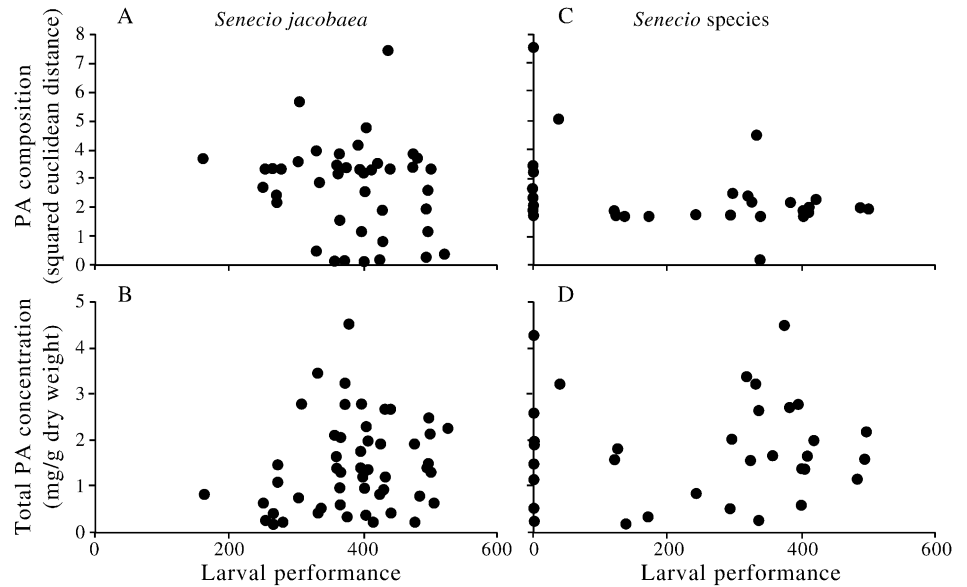 A
Senecio jacobaea
C
Senecio species
PA composition
(squared euclidean distance)
8
7
6
5
4
3
2
1
0
B
D
Total PA concentration
(mg/g dry weight)
5
4
3
2
1
0
0 200 400 600
0 200 400 600
Larval performance
Larval performance